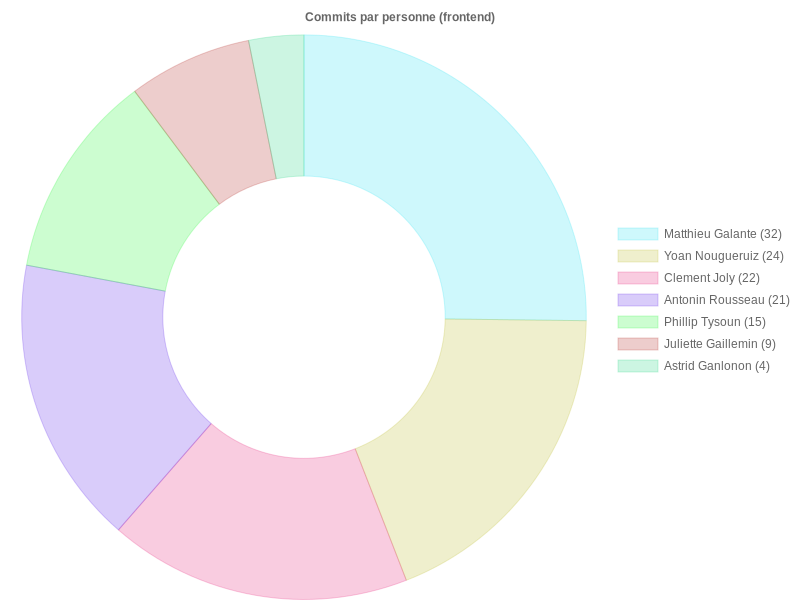 Commits par personne (frontend)
Matthieu Galante (32)
Yoan Nougueruiz (24)
Clement Joly (22)
Antonin Rousseau (21)
Phillip Tysoun (15)
Juliette Gaillemin (9)
Astrid Ganlonon (4)